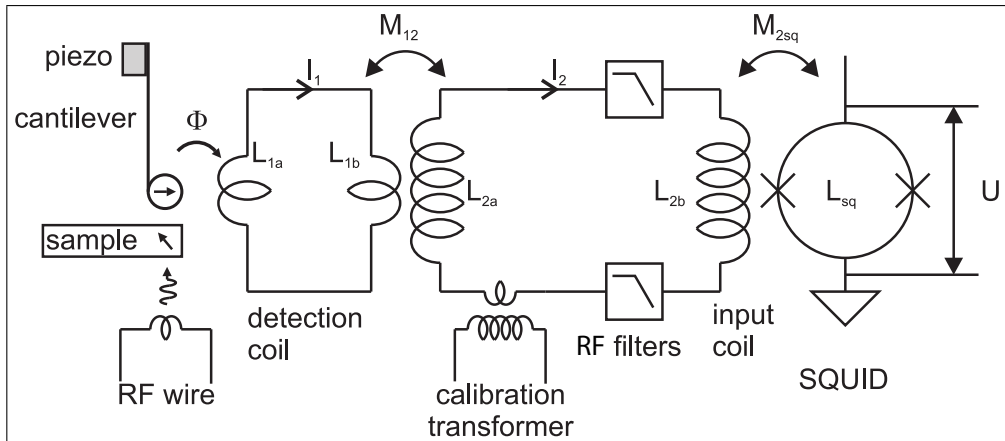 piezo
cantilever
Φ
sample
RF wire
I1
L1a
L1b
detection
coil
M12
I2
L2a
L2b
calibration
transformer
RF filters
input
coil
M2sq
Lsq
U
SQUID